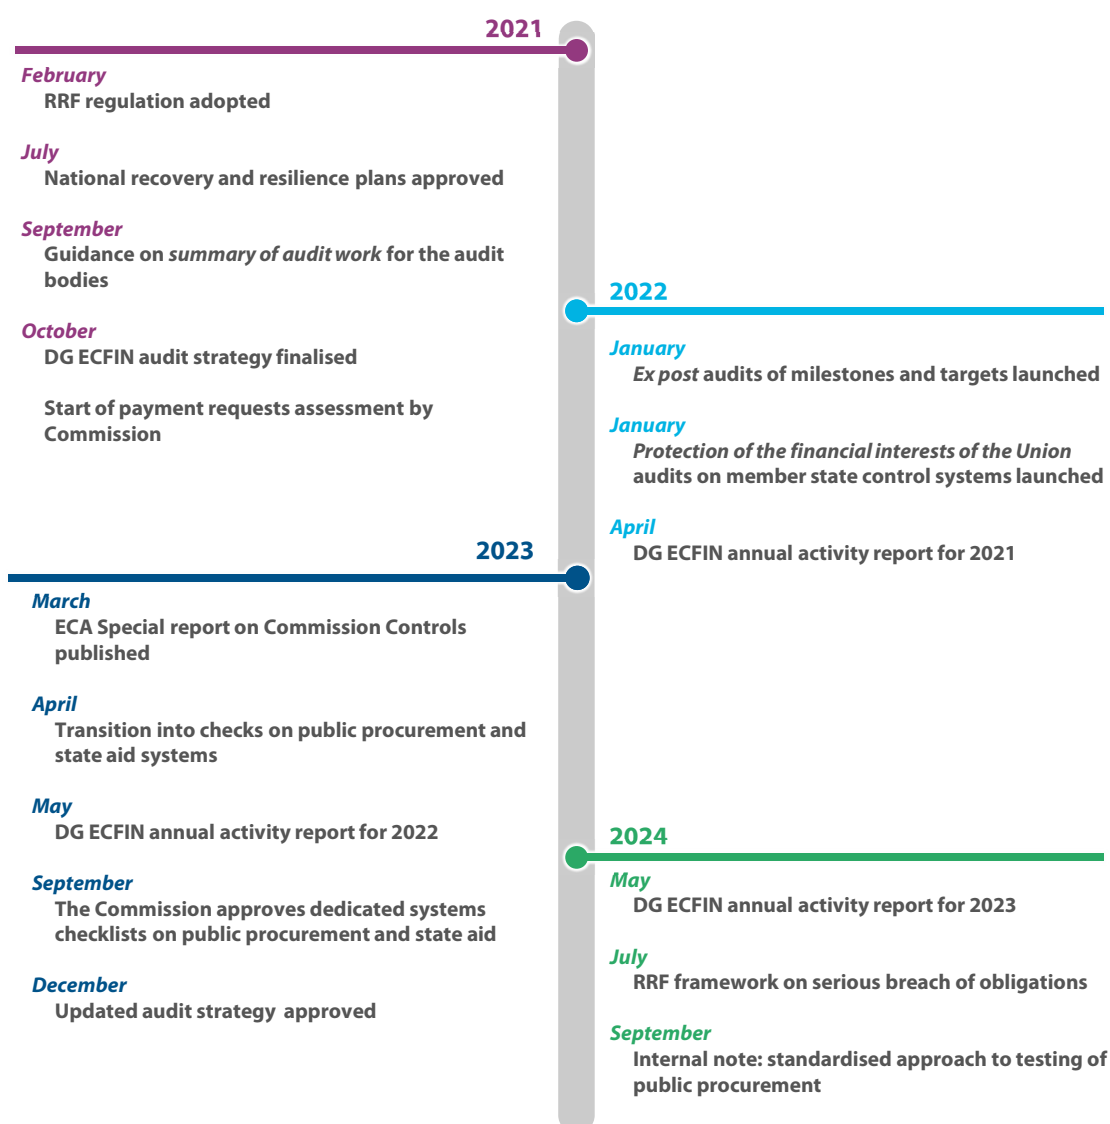 2021
February
RRF regulation adopted
July
National recovery and resilience plans approved
September
Guidance on summary of audit work for the audit
bodies
October
DG ECFIN audit strategy finalised
Start of payment requests assessment by
Commission
2022
January
Ex post audits of milestones and targets launched
January
Protection of the financial interests of the Union
audits on member state control systems launched
April
DG ECFIN annual activity report for 2021
2023
March
ECA Special report on Commission Controls
published
April
Transition into checks on public procurement and
state aid systems
May
DG ECFIN annual activity report for 2022
September
The Commission approves dedicated systems
checklists on public procurement and state aid
December
Updated audit strategy approved
2024
May
DG ECFIN annual activity report for 2023
July
RRF framework on serious breach of obligations
September
Internal note: standardised approach to testing of
public procurement